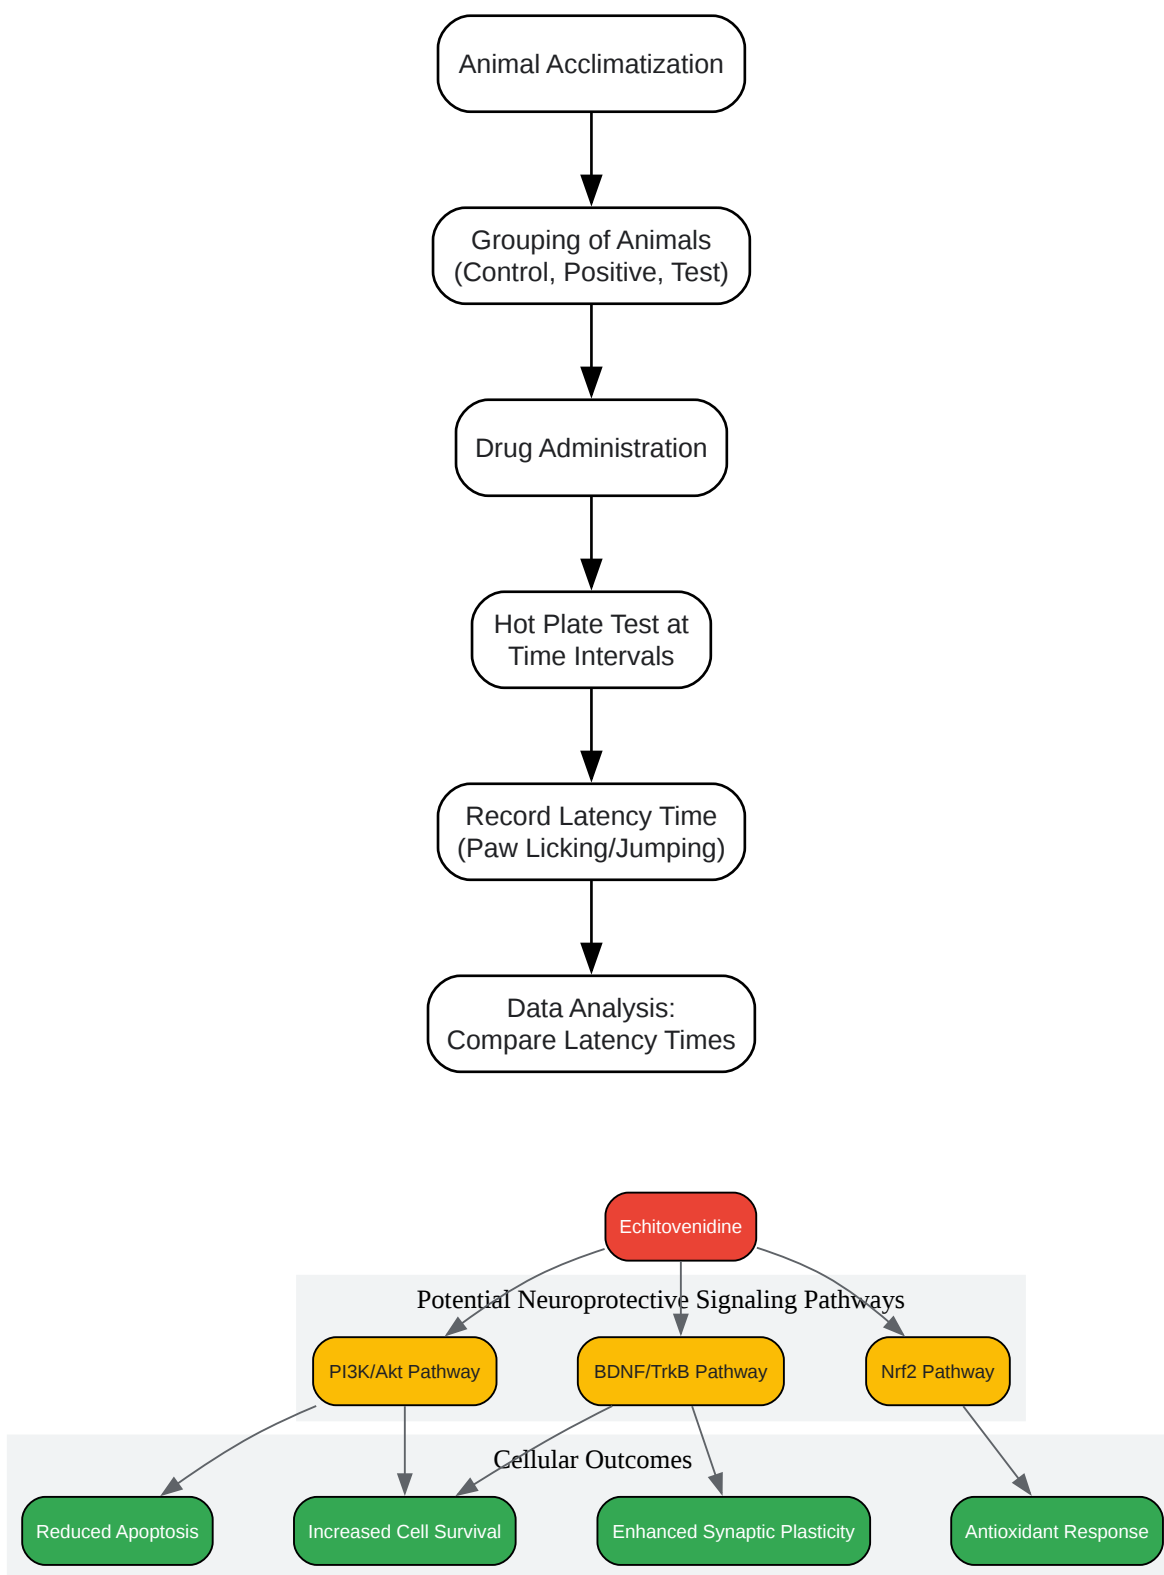 Animal Acclimatization
Grouping of Animals
(Control, Positive, Test)
Drug Administration
Hot Plate Test at
Time Intervals
Record Latency Time
(Paw Licking/Jumping)
Data Analysis:
Compare Latency Times
Echitovenidine
Potential Neuroprotective Signaling Pathways
PI3K/Akt Pathway
BDNF/TrkB Pathway
Nrf2 Pathway
Cellular Outcomes
Reduced Apoptosis
Increased Cell Survival
Enhanced Synaptic Plasticity
Antioxidant Response